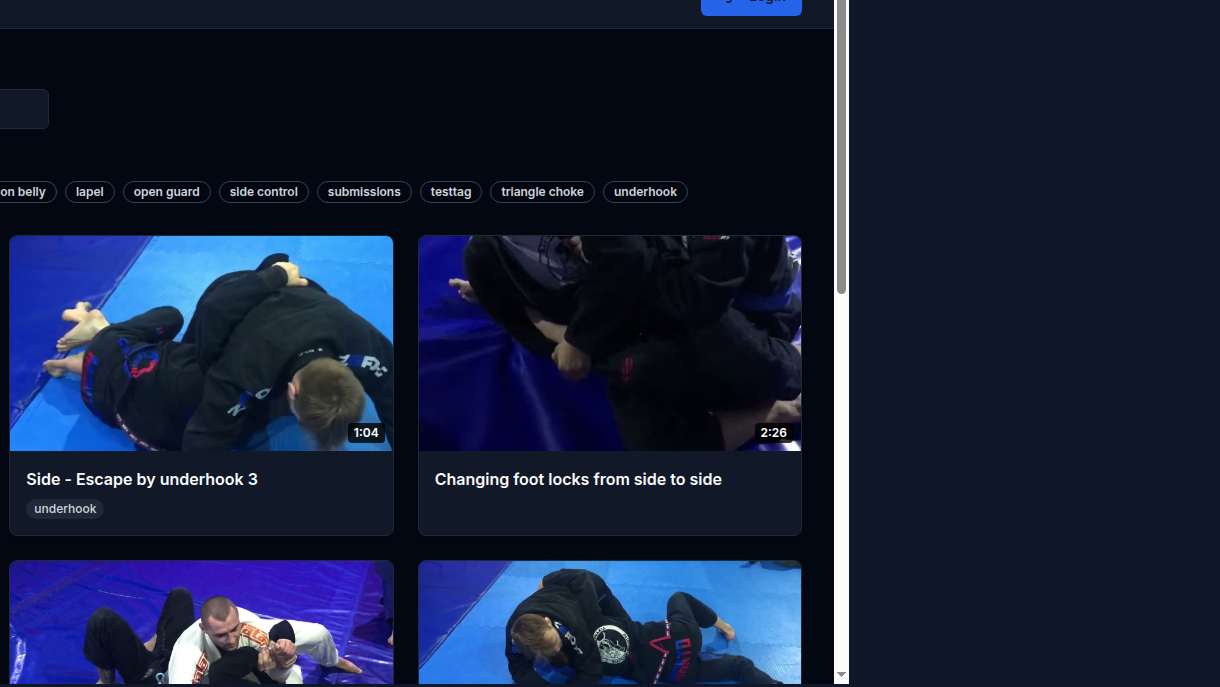 Login
on belly lapel open guard side control submissions testtag triangle choke underhook
1:04
2:26
Side - Escape by underhook 3
Changing foot locks from side to side
underhook